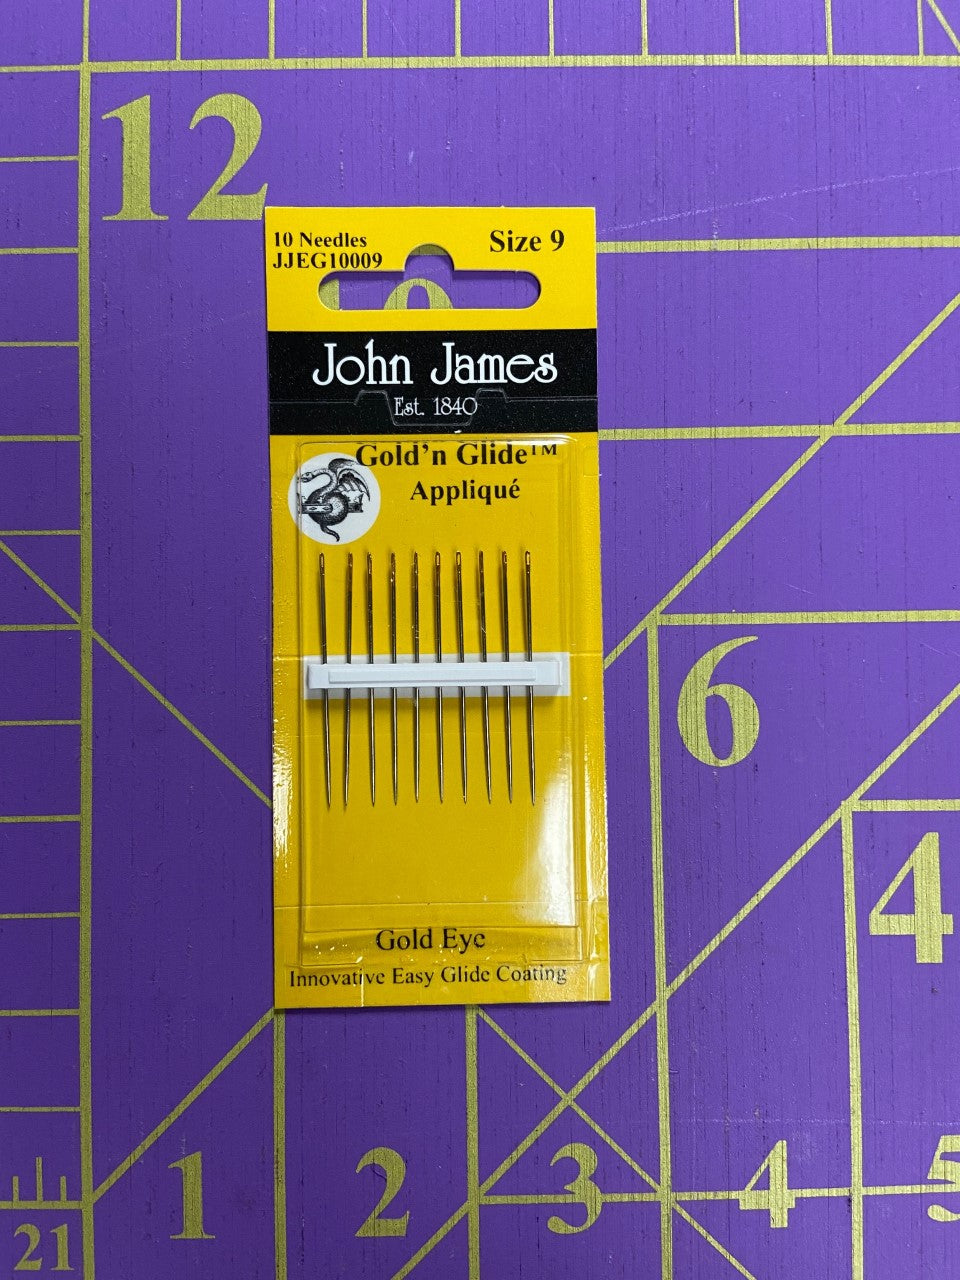 12
10 Needles
Size 9
JJEG10009
John James
Est. 1840
Gold'n Glide™
Appliqué
6
4
Gold Eye
Innovative Easy Glide Coating
1
2
3
4
5
21